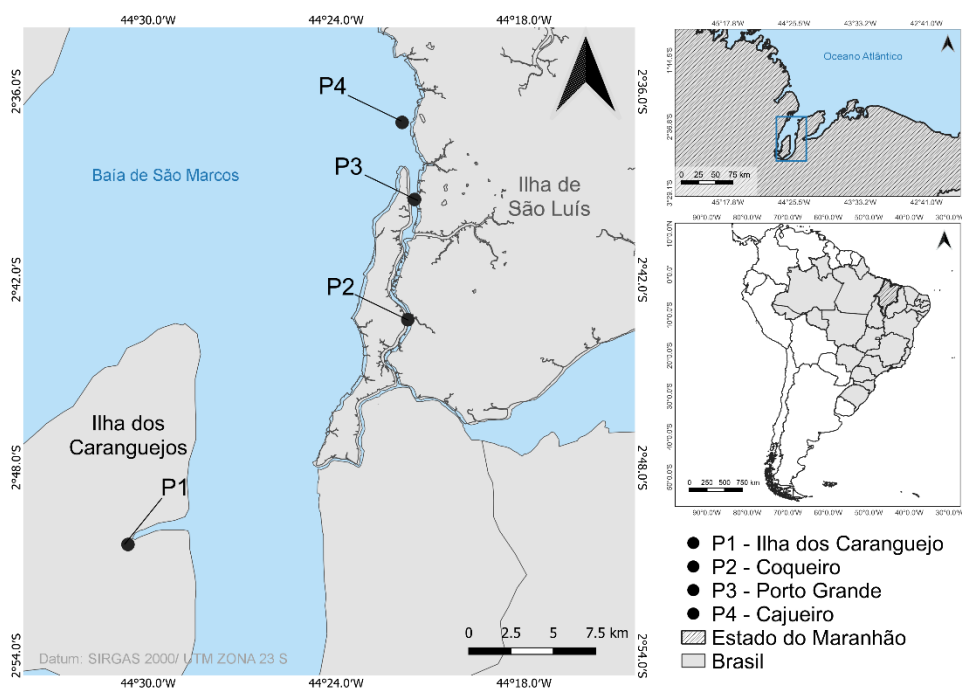 44°30.0'W 44°24.0'W 44°18.0'W
2°36.0'S
2°42.0'S
2°48.0'S
2°54.0'S
P4
P3
Baía de São Marcos
Ilha de
São Luís
P2
Ilha dos
Caranguejos
P1
0 2.5 5 7.5 km
Datum: SIRGAS 2000/ UTM ZONA 23 S
2°36.0'S
2°42.0'S
2°48.0'S
2°54.0'S
44°30.0'W 44°24.0'W 44°18.0'W
45°17.8'W 44°25.5'W 43°33.2'W 42°41.0'W
Oceano Atlântico
0 25 50 75 km
3°29.1'S
45°17.8'W 44°25.5'W 43°33.2'W 42°41.0'W
90°0.0'W 80°0.0'W 70°0.0'W 60°0.0'W 50°0.0'W 40°0.0'W 30°0.0'W
0 250 500 750 km
90°0.0'W 80°0.0'W 70°0.0'W 60°0.0'W 50°0.0'W 40°0.0'W 30°0.0'W
P1 - Ilha dos Caranguejo
P2 - Coqueiro
P3 - Porto Grande
P4 - Cajueiro
Estado do Maranhão
Brasil